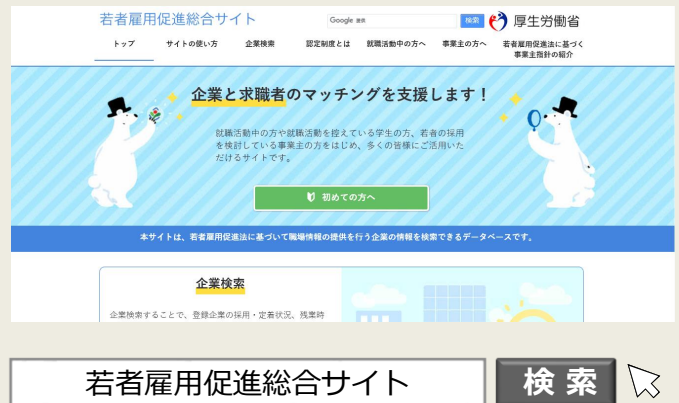 若者雇用促進総合サイト
Google 提供
検索
厚生労働省
トップ
サイトの使い方
企業検索
認定制度とは
就職活動中の方へ
事業主の方へ
若者雇用促進法に基づく
事業主指針の紹介
企業と求職者のマッチングを支援します!
就職活動中の方や就職活動を控えている学生の方、若者の採用
を検討している事業主の方をはじめ、多くの皆様にご活用いた
だけるサイトです。
初めての方へ
本サイトは、若者雇用促進法に基づいて職場情報の提供を行う企業の情報を検索できるデータベースです。
企業検索
企業検索することで、登録企業の採用・定着状況、残業時
若者雇用促進総合サイト
検索